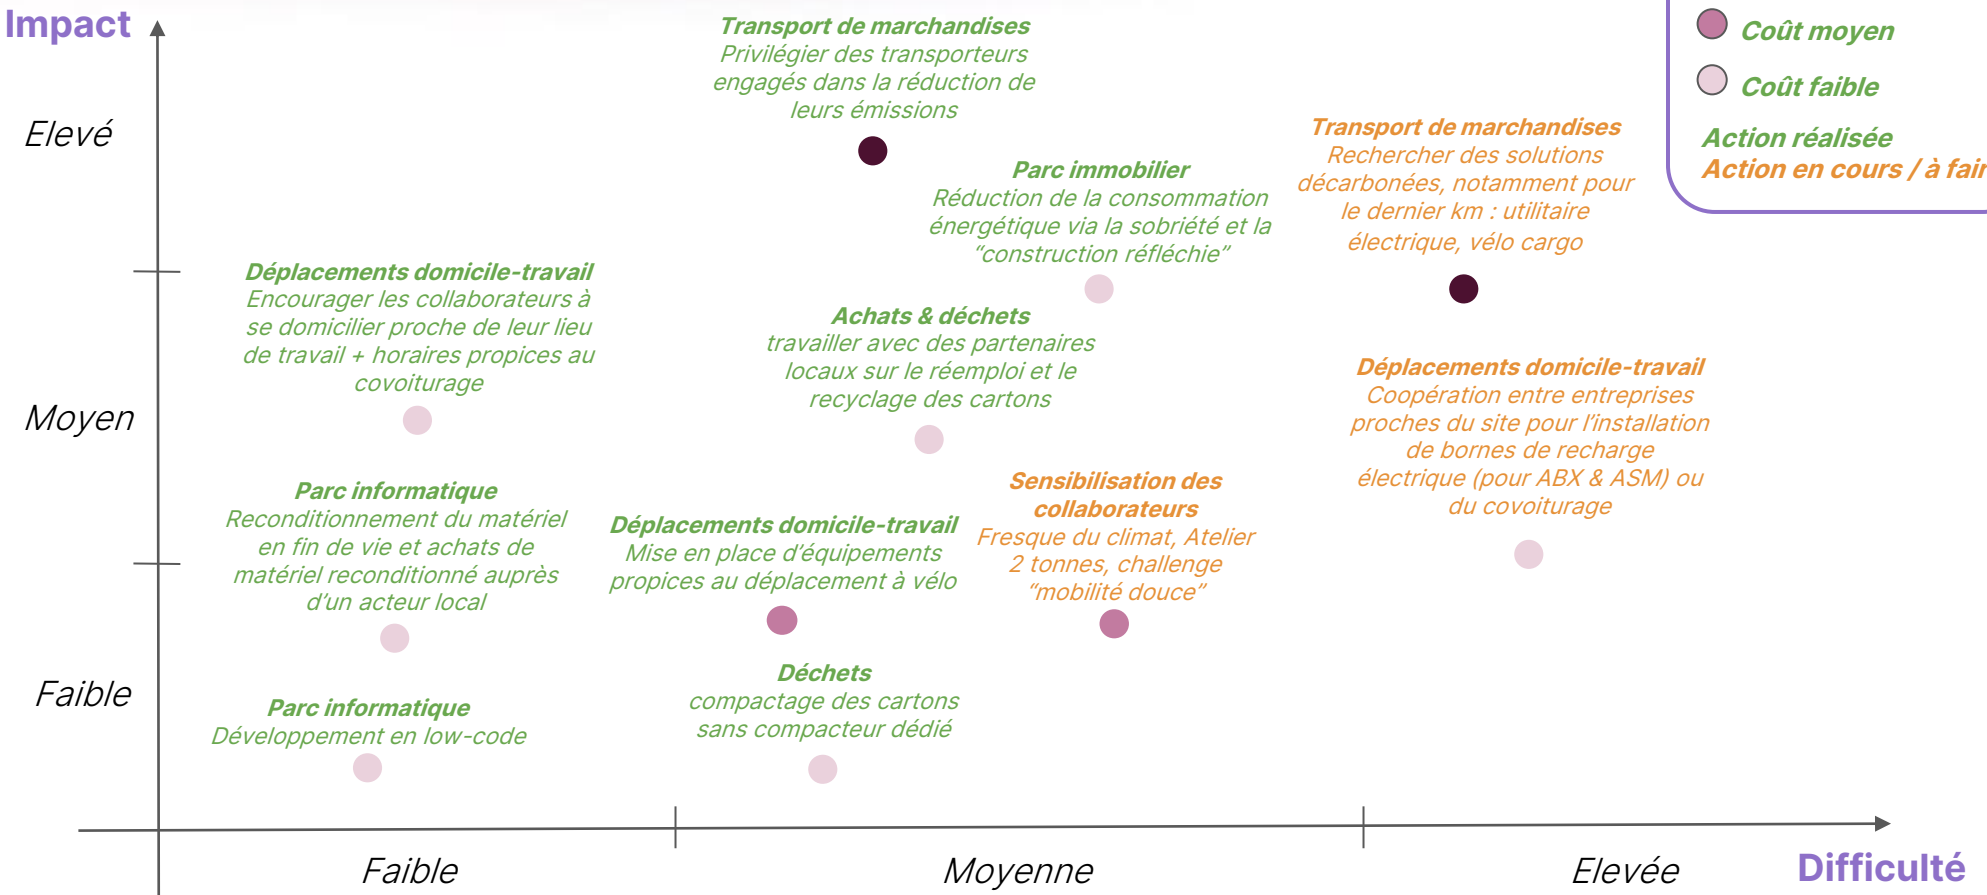 Impact
Elevé
Moyen
Faible
Transport de marchandises
Privilégier des transporteurs
engagés dans la réduction de
leurs émissions
Coût moyen
Coût faible
Action réalisée
Action en cours / à fair
Transport de marchandises
Rechercher des solutions
décarbonées, notamment pour
le dernier km : utilitaire
électrique, vélo cargo
Parc immobilier
Réduction de la consommation
énergétique via la sobriété et la
“construction réfléchie”
Déplacements domicile-travail
Encourager les collaborateurs à
se domicilier proche de leur lieu
de travail + horaires propices au
covoiturage
Achats & déchets
travailler avec des partenaires
locaux sur le réemploi et le
recyclage des cartons
Déplacements domicile-travail
Coopération entre entreprises
proches du site pour l’installation
de bornes de recharge
électrique (pour ABX & ASM) ou
du covoiturage
Parc informatique
Reconditionnement du matériel
en fin de vie et achats de
matériel reconditionné auprès
d’un acteur local
Déplacements domicile-travail
Mise en place d’équipements
propices au déplacement à vélo
Sensibilisation des
collaborateurs
Fresque du climat, Atelier
2 tonnes, challenge
“mobilité douce”
Parc informatique
Développement en low-code
Déchets
compactage des cartons
sans compacteur dédié
Faible
Moyenne
Elevée
Difficulté